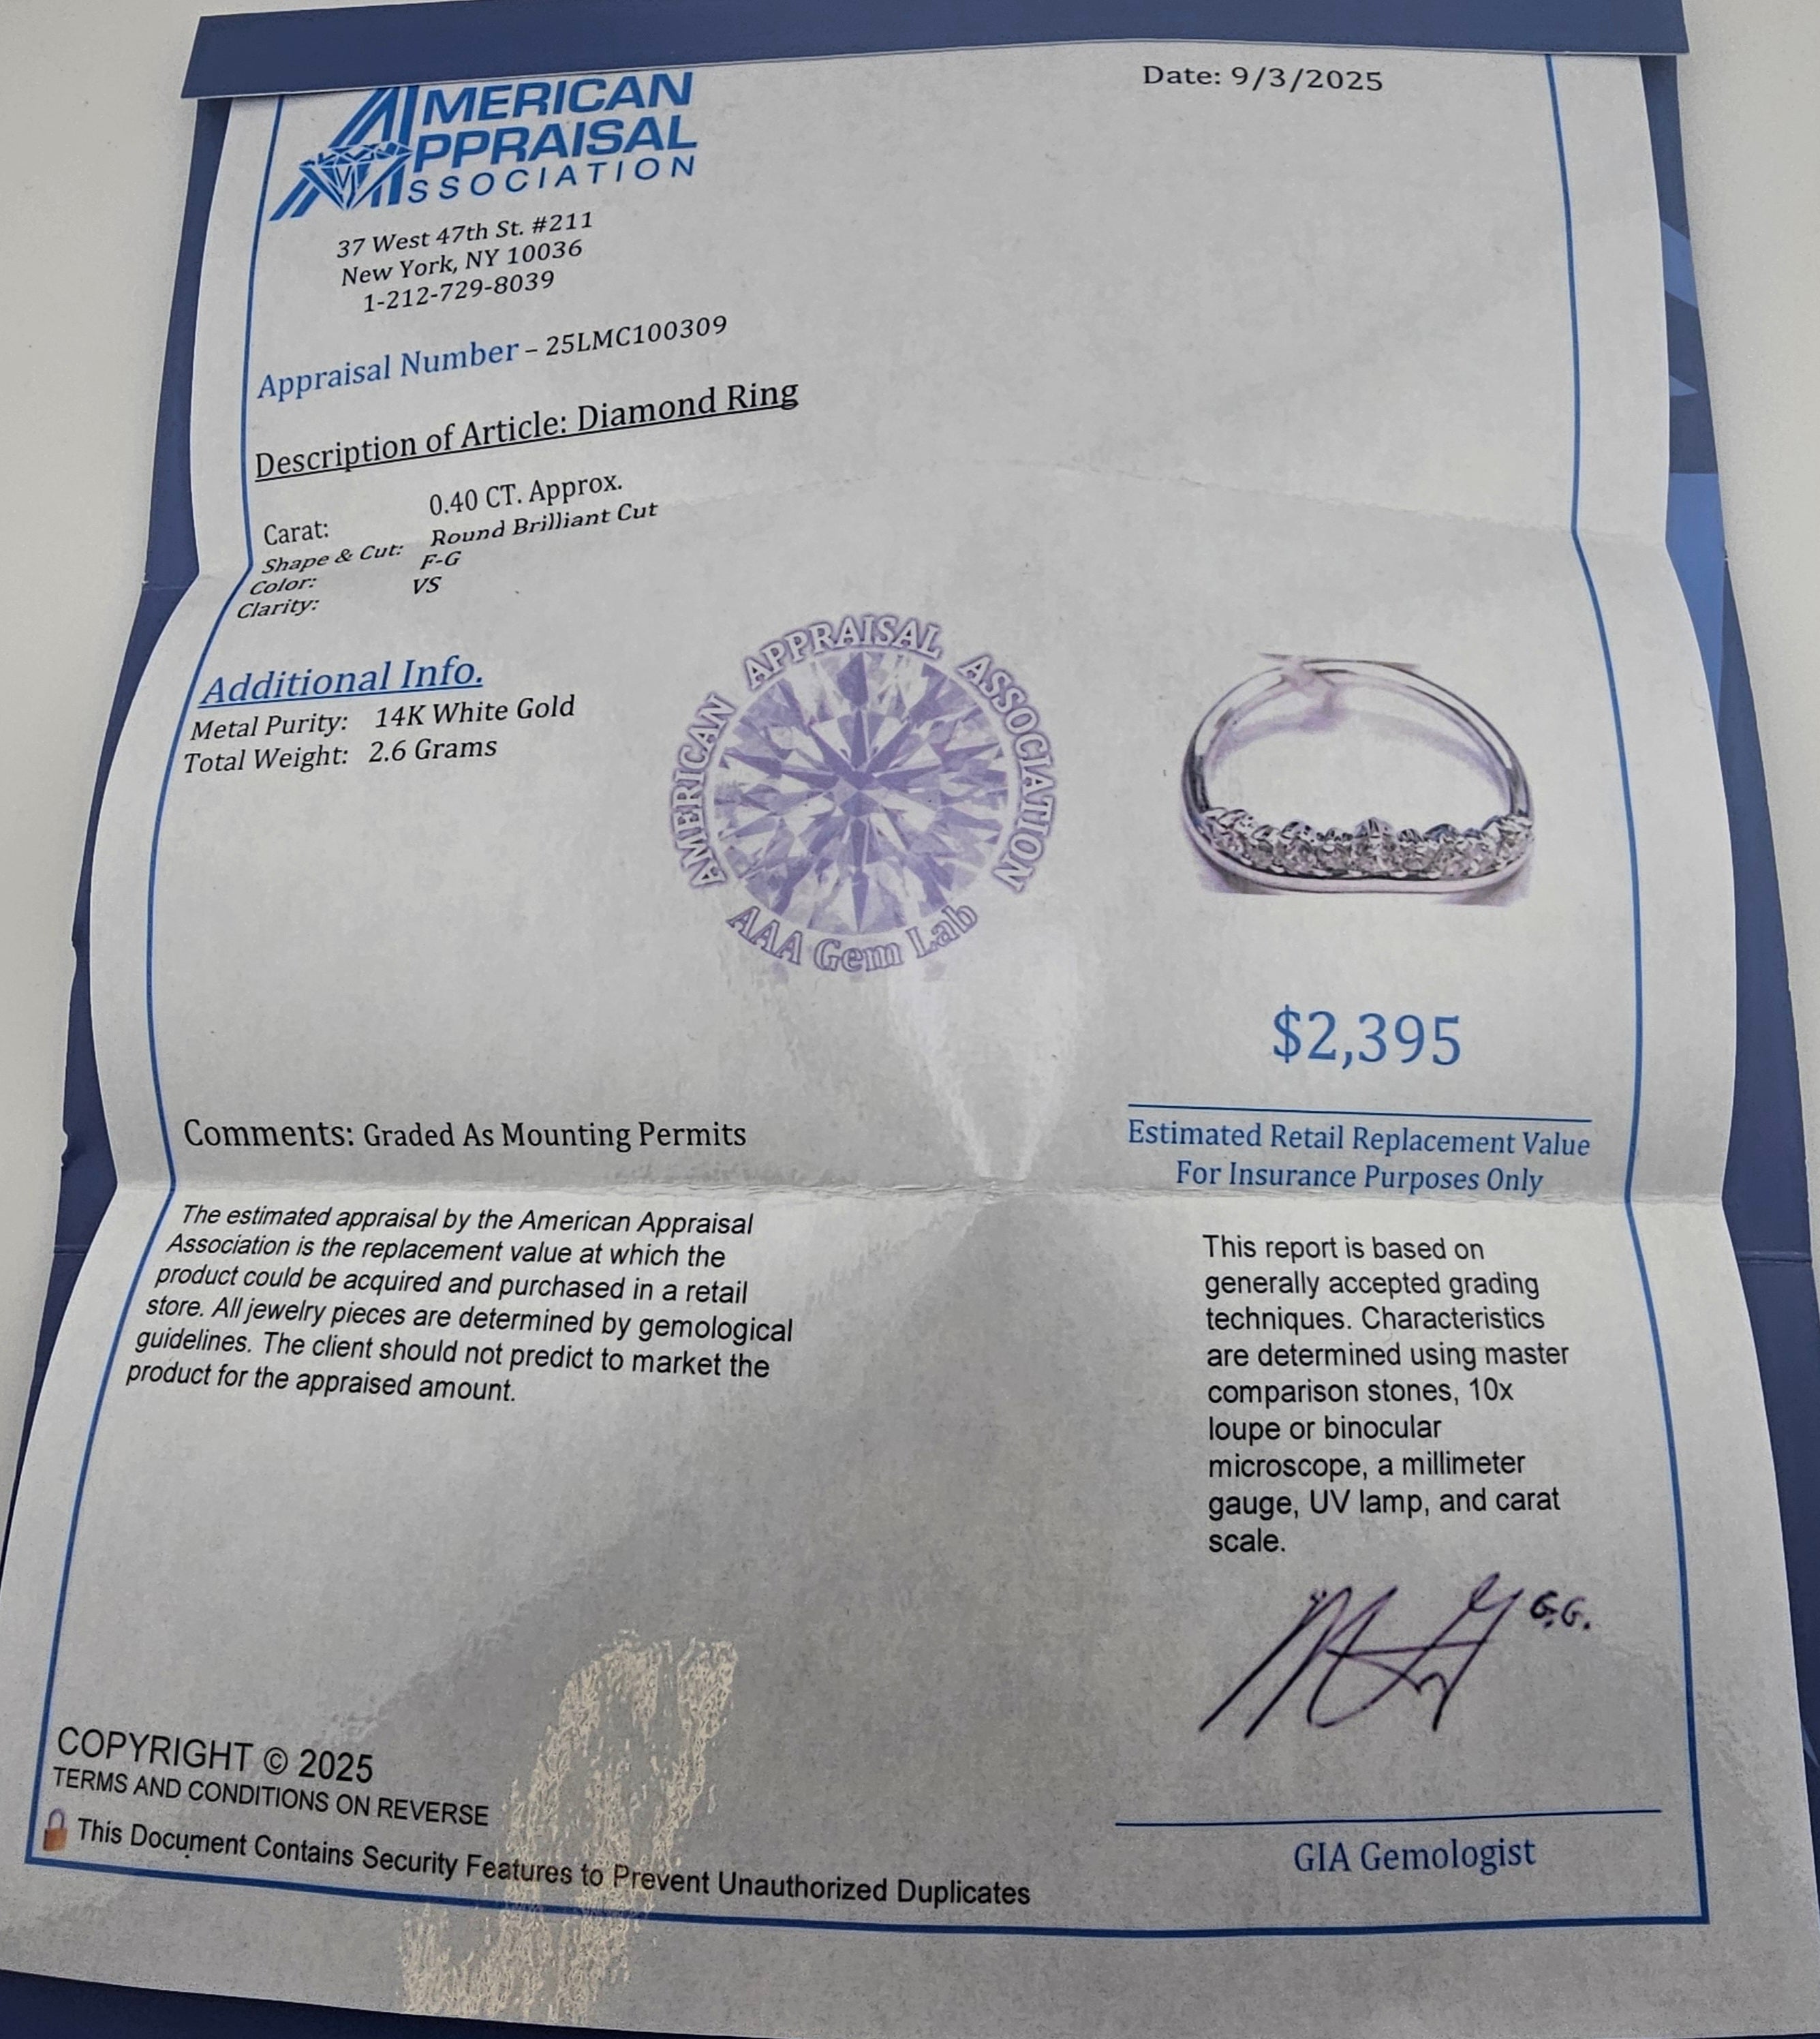 Date: 9/3/2025
AMERICAN
APPRAISAL
ASSOCIATION
37 West 47th St. #211
New York, NY 10036
1-212-729-8039
Appraisal Number – 25LMC100309
Description of Article: Diamond Ring
Carat: 0.40 CT. Approx.
Shape & Cut: Round Brilliant Cut
Color: F-G
Clarity: VS
Additional Info.
Metal Purity: 14K White Gold
Total Weight: 2.6 Grams
AMERICAN APPRAISAL ASSOCIATION
AAA Gem Lab
$2,395
Estimated Retail Replacement Value
For Insurance Purposes Only
Comments: Graded As Mounting Permits
The estimated appraisal by the American Appraisal
Association is the replacement value at which the
product could be acquired and purchased in a retail
store. All jewelry pieces are determined by gemological
guidelines. The client should not predict to market the
product for the appraised amount.
This report is based on
generally accepted grading
techniques. Characteristics
are determined using master
comparison stones, 10x
loupe or binocular
microscope, a millimeter
gauge, UV lamp, and carat
scale.
G.G.
GIA Gemologist
COPYRIGHT © 2025
TERMS AND CONDITIONS ON REVERSE
This Document Contains Security Features to Prevent Unauthorized Duplicates